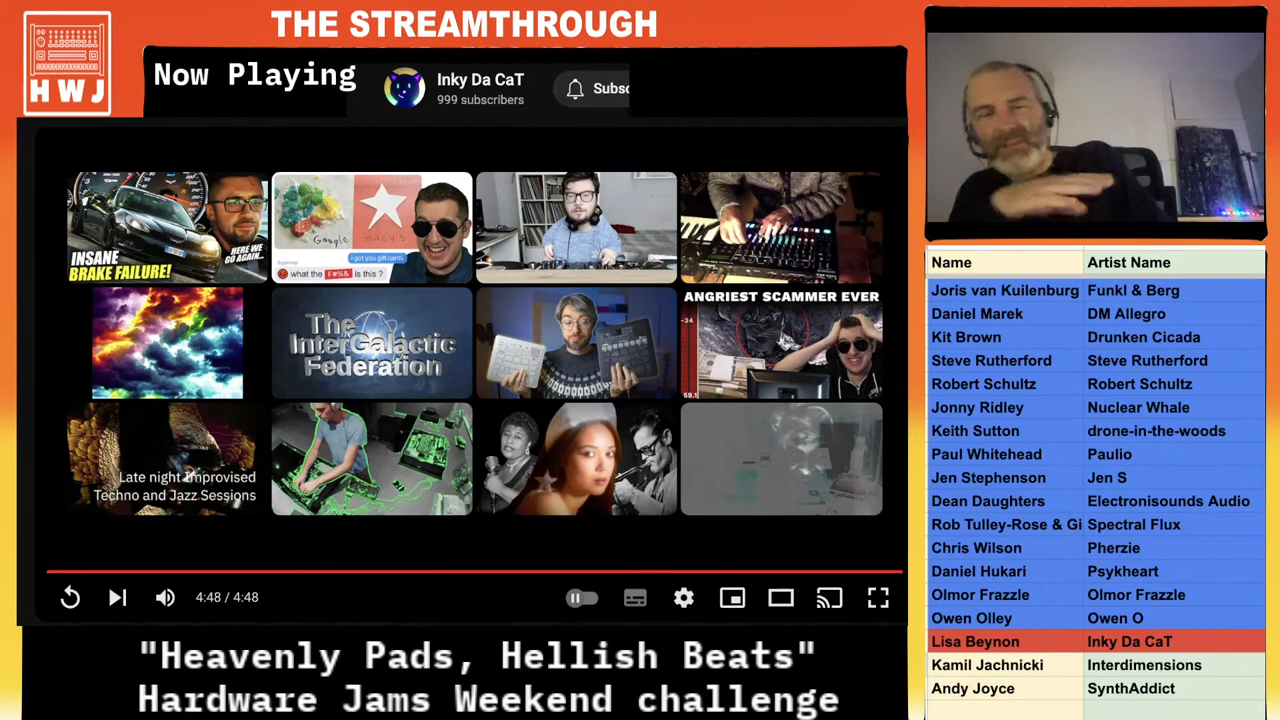 THE STREAMTHROUGH
HWJ
Now Playing
Inky Da CaT
999 subscribers
Subsc
INSANE
BRAKE FAILURE!
HERE WE
GO AGAIN...
Google
macy's
Scammer
I got you gift cards
what the F#%& is this ?
The
InterGalactic
Federation
ANGRIEST SCAMMER EVER
-24
59.1
Late night Improvised
Techno and Jazz Sessions
4:48 / 4:48
"Heavenly Pads, Hellish Beats"
Hardware Jams Weekend challenge
Name Artist Name
Joris van Kuilenburg Funkl & Berg
Daniel Marek DM Allegro
Kit Brown Drunken Cicada
Steve Rutherford Steve Rutherford
Robert Schultz Robert Schultz
Jonny Ridley Nuclear Whale
Keith Sutton drone-in-the-woods
Paul Whitehead Paulio
Jen Stephenson Jen S
Dean Daughters Electronisounds Audio
Rob Tulley-Rose & Gi Spectral Flux
Chris Wilson Pherzie
Daniel Hukari Psykheart
Olmor Frazzle Olmor Frazzle
Owen Olley Owen O
Lisa Beynon Inky Da CaT
Kamil Jachnicki Interdimensions
Andy Joyce SynthAddict